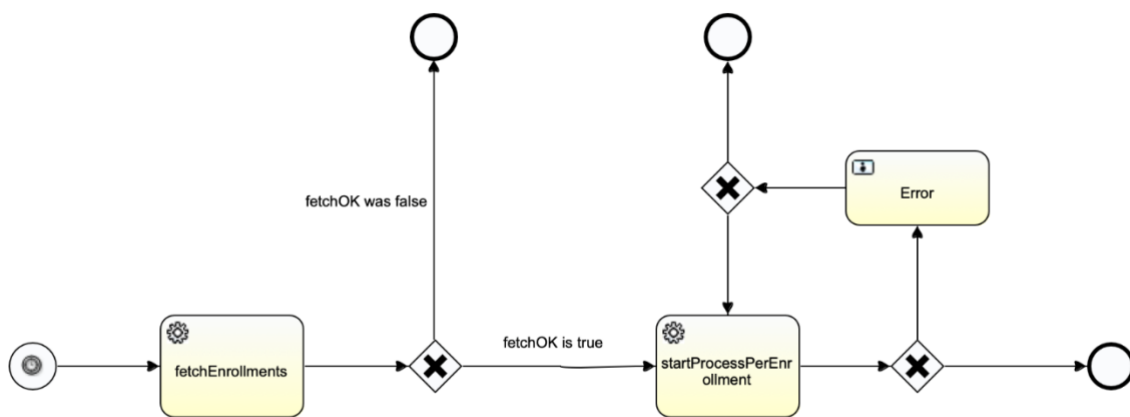 Error
fetchOK was false
fetchOK is true
fetchEnrollments
startProcessPerEnr
ollment